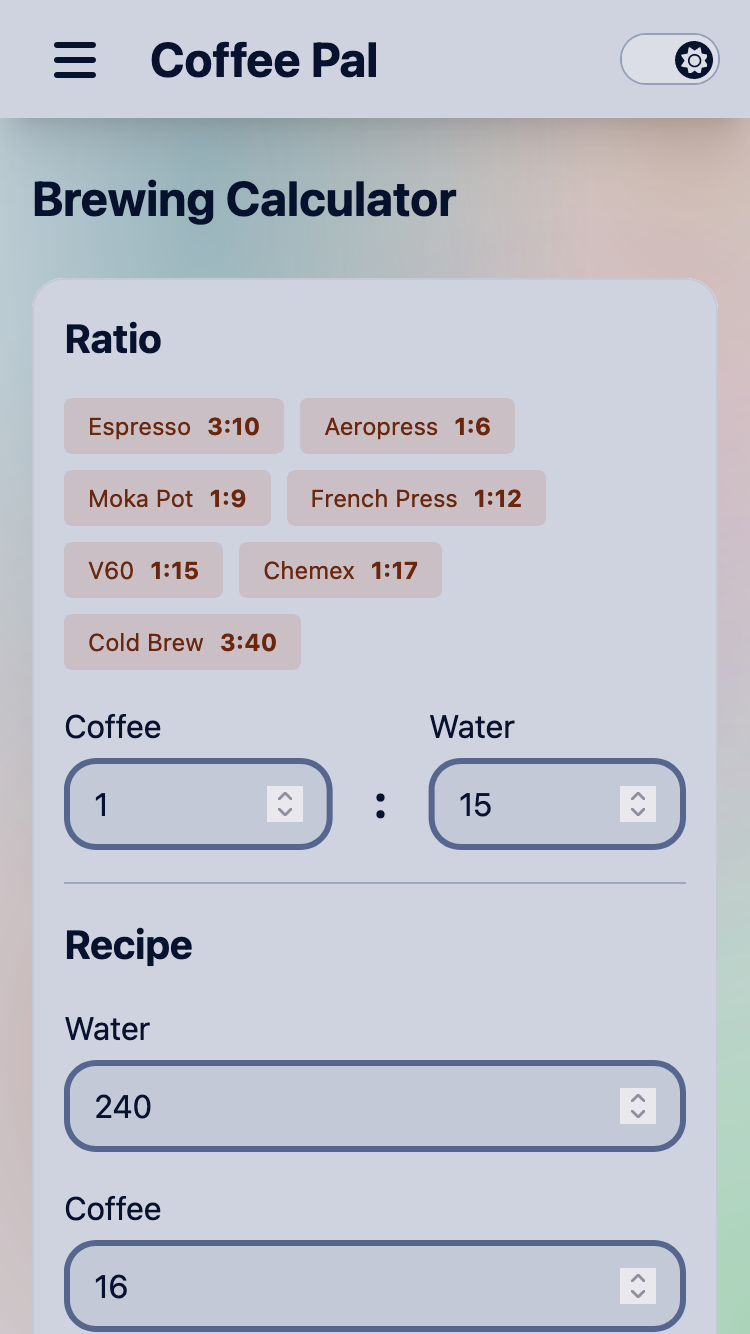 Coffee Pal
Brewing Calculator
Ratio
Espresso 3:10 Aeropress 1:6
Moka Pot 1:9 French Press 1:12
V60 1:15 Chemex 1:17
Cold Brew 3:40
Coffee Water
1 : 15
Recipe
Water
240
Coffee
16